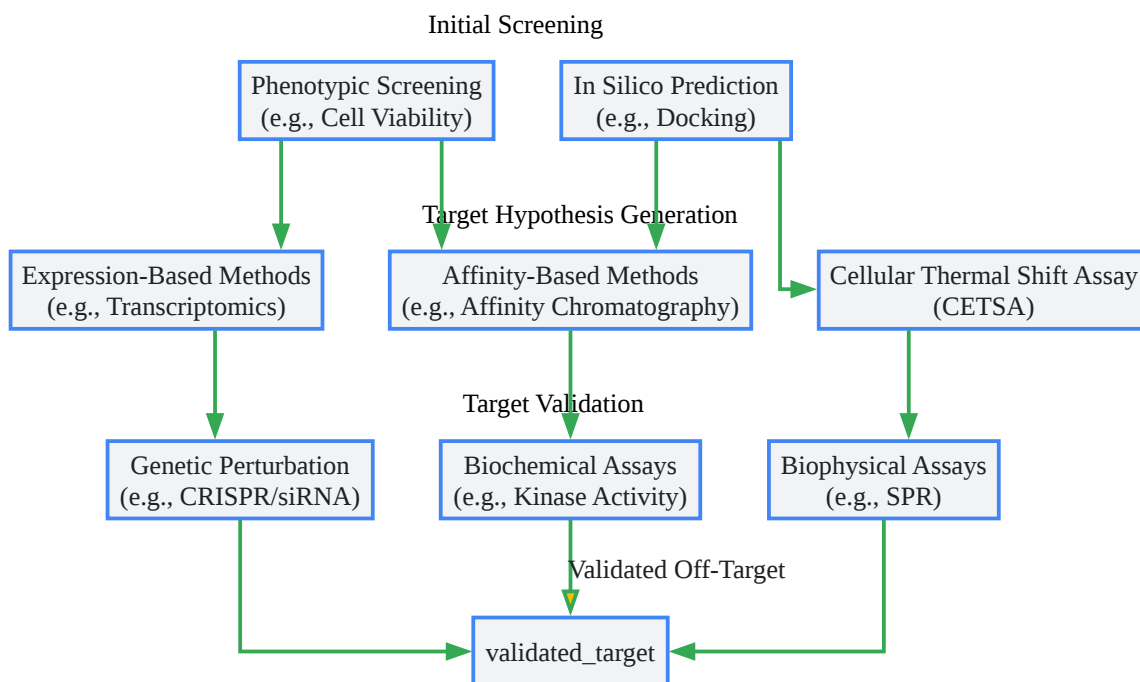 Initial Screening
Phenotypic Screening
(e.g., Cell Viability)
In Silico Prediction
(e.g., Docking)
Target Hypothesis Generation
Expression-Based Methods
(e.g., Transcriptomics)
Affinity-Based Methods
(e.g., Affinity Chromatography)
Cellular Thermal Shift Assay
(CETSA)
Target Validation
Genetic Perturbation
(e.g., CRISPR/siRNA)
Biochemical Assays
(e.g., Kinase Activity)
Biophysical Assays
(e.g., SPR)
Validated Off-Target
validated_target